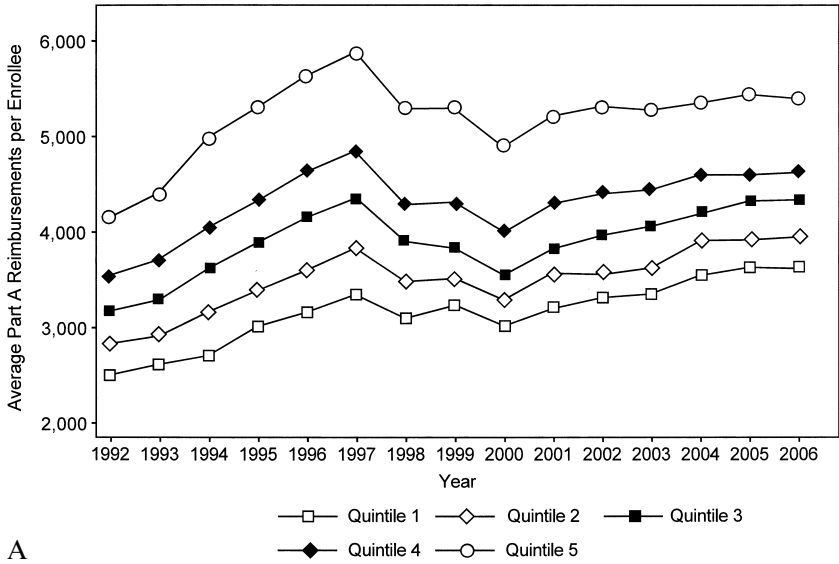 Average Part A Reimbursements per Enrollee
6,000
5,000
4,000
3,000
2,000
1992 1993 1994 1995 1996 1997 1998 1999 2000 2001 2002 2003 2004 2005 2006
Year
Quintile 1 Quintile 2 Quintile 3
Quintile 4 Quintile 5
A